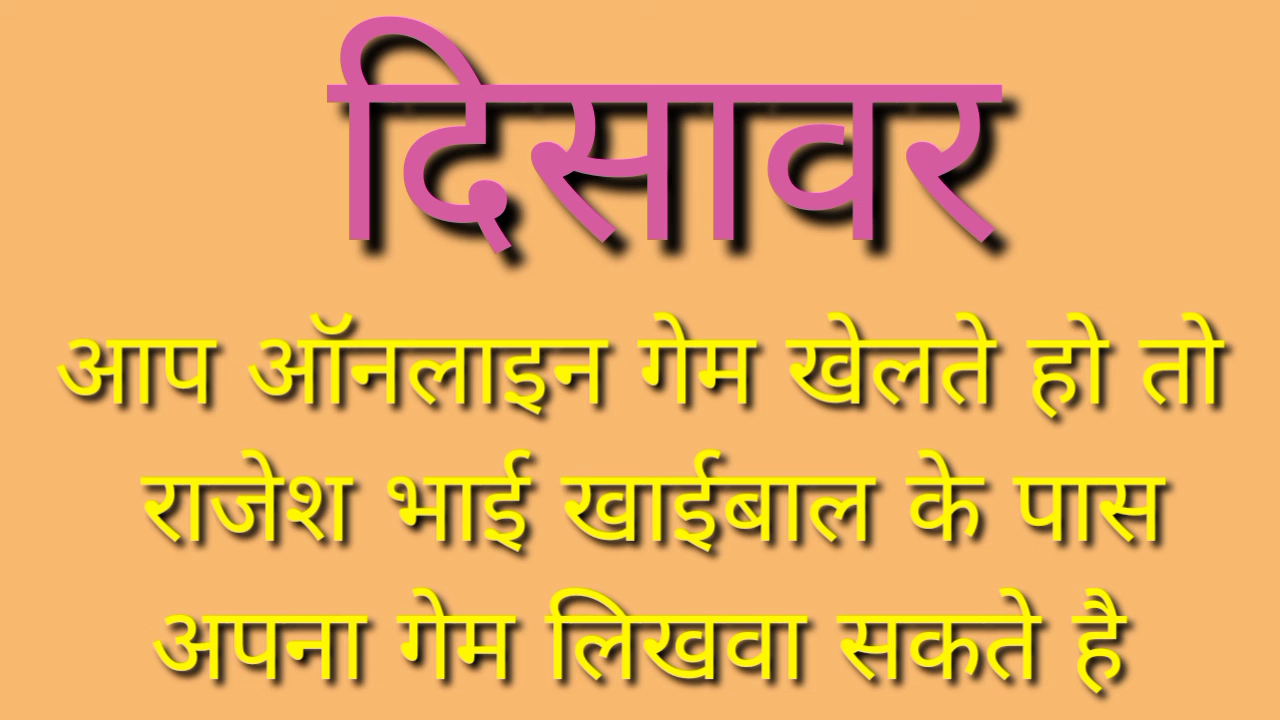 दिसावर
आप ऑनलाइन गेम खेलते हो तो
राजेश भाई खाईबाल के पास
अपना गेम लिखवा सकते है